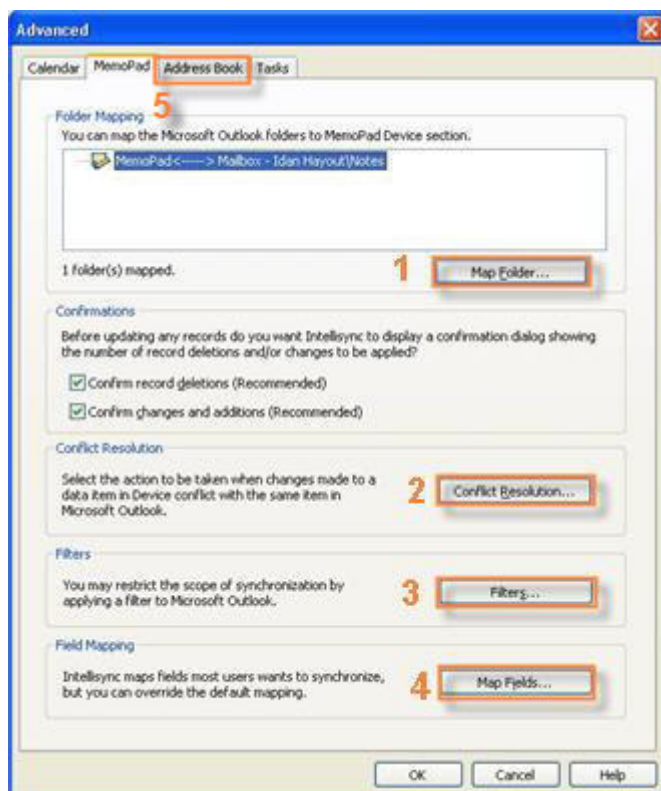 Advanced
Calendar MemoPad Address Book Tasks
5
Folder Mapping
You can map the Microsoft Outlook folders to MemoPad Device section.
MemoPad<-----> Mailbox - Idan Hayout\Notes
1 folder(s) mapped.
1
Map Folder...
Confirmations
Before updating any records do you want Intellisync to display a confirmation dialog showing
the number of record deletions and/or changes to be applied?
Confirm record deletions (Recommended)
Confirm changes and additions (Recommended)
Conflict Resolution
Select the action to be taken when changes made to a
data item in Device conflict with the same item in
Microsoft Outlook.
2
Conflict Resolution...
Filters
You may restrict the scope of synchronization by
applying a filter to Microsoft Outlook.
3
Filters...
Field Mapping
Intellisync maps fields most users wants to synchronize,
but you can override the default mapping.
4
Map Fields...
OK Cancel Help